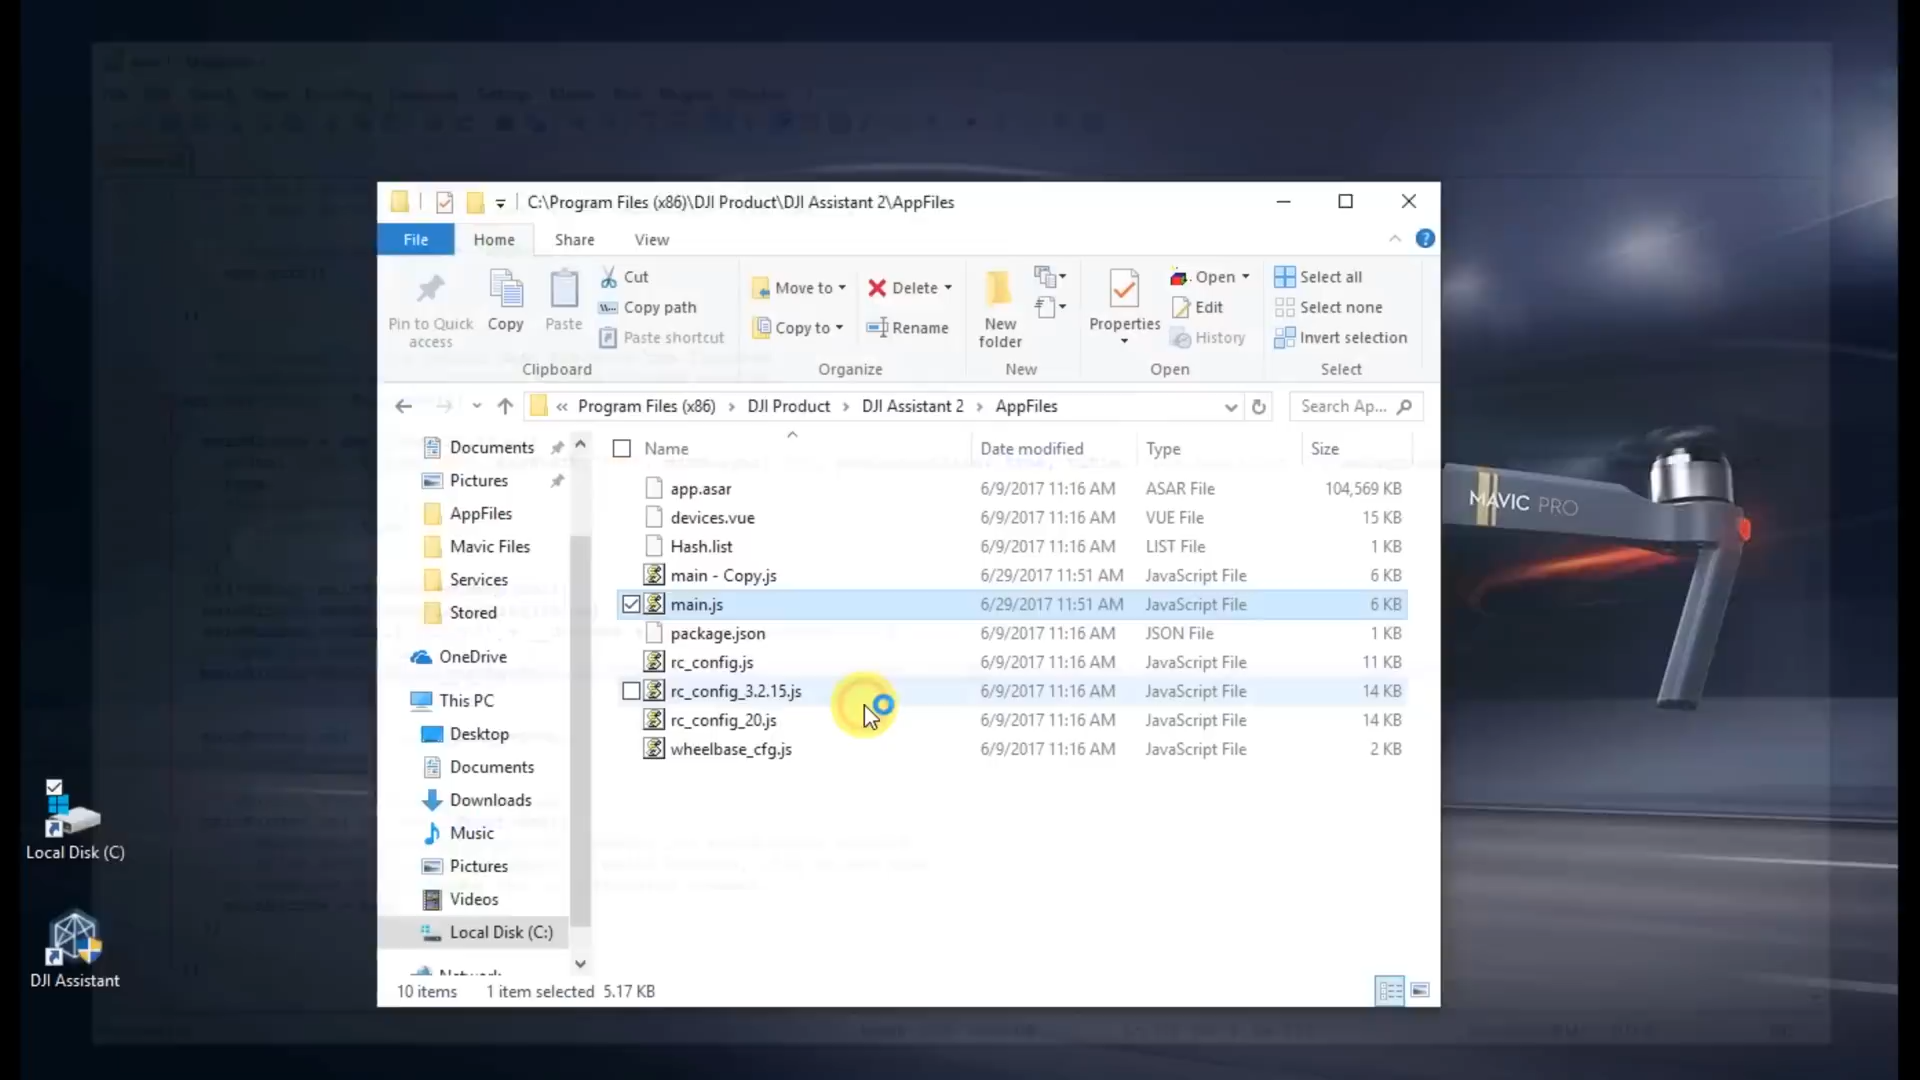 C:\Program Files (x86)\DJI Product\DJI Assistant 2\AppFiles
File Home Share View
Pin to Quick access
Copy
Paste
Cut
Copy path
Paste shortcut
Clipboard
Move to
Copy to
Delete
Rename
Organize
New folder
New
Properties
Open
Edit
History
Open
Select all
Select none
Invert selection
Select
« Program Files (x86) > DJI Product > DJI Assistant 2 > AppFiles
Search Ap...
Documents
Pictures
AppFiles
Mavic Files
Services
Stored
OneDrive
This PC
Desktop
Documents
Downloads
Music
Pictures
Videos
Local Disk (C:)
Name Date modified Type Size
app.asar 6/9/2017 11:16 AM ASAR File 104,569 KB
devices.vue 6/9/2017 11:16 AM VUE File 15 KB
Hash.list 6/9/2017 11:16 AM LIST File 1 KB
main - Copy.js 6/29/2017 11:51 AM JavaScript File 6 KB
main.js 6/29/2017 11:51 AM JavaScript File 6 KB
package.json 6/9/2017 11:16 AM JSON File 1 KB
rc_config.js 6/9/2017 11:16 AM JavaScript File 11 KB
rc_config_3.2.15.js 6/9/2017 11:16 AM JavaScript File 14 KB
rc_config_20.js 6/9/2017 11:16 AM JavaScript File 14 KB
wheelbase_cfg.js 6/9/2017 11:16 AM JavaScript File 2 KB
10 items 1 item selected 5.17 KB
MAVIC PRO
Local Disk (C)
DJI Assistant